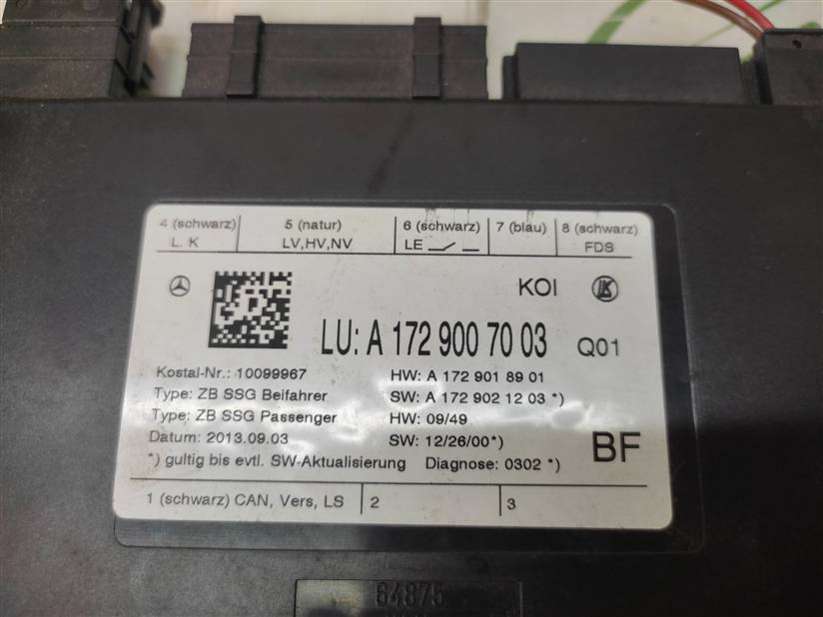 4 (schwarz) 5 (natur) 6 (schwarz) 7 (blau) 8 (schwarz)
L. K LV,HV,NV LE FDS
KOI
LU: A 172 900 70 03 Q01
Kostal-Nr.: 10099967 HW: A 172 901 89 01
Type: ZB SSG Beifahrer SW: A 172 902 12 03 *)
Type: ZB SSG Passenger HW: 09/49
Datum: 2013.09.03 SW: 12/26/00*) BF
*) gultig bis evtl. SW-Aktualisierung Diagnose: 0302 *)
1 (schwarz) CAN, Vers, LS 2 3
84875